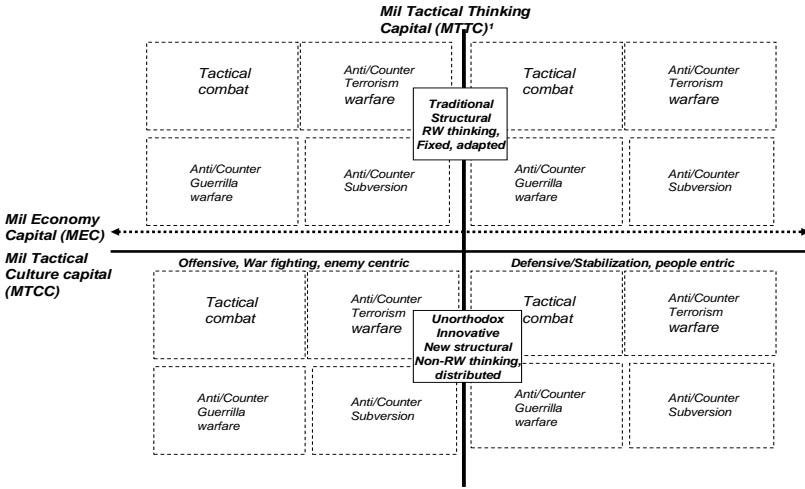 Mil Tactical Thinking
Capital (MTTC)¹
Tactical
combat
Anti/Counter
Terrorism
warfare
Tactical
combat
Anti/Counter
Terrorism
warfare
Traditional
Structural
RW thinking,
Fixed, adapted
Anti/Counter
Guerrilla
warfare
Anti/Counter
Subversion
Anti/Counter
Guerrilla
warfare
Anti/Counter
Subversion
Mil Economy
Capital (MEC)
Mil Tactical
Culture capital
(MTCC)
Offensive, War fighting, enemy centric
Defensive/Stabilization, people entric
Tactical
combat
Anti/Counter
Terrorism
warfare
Tactical
combat
Anti/Counter
Terrorism
warfare
Unorthodox
Innovative
New structural
Non-RW thinking,
distributed
Anti/Counter
Guerrilla
warfare
Anti/Counter
Subversion
Anti/Counter
Guerrilla
warfare
Anti/Counter
Subversion